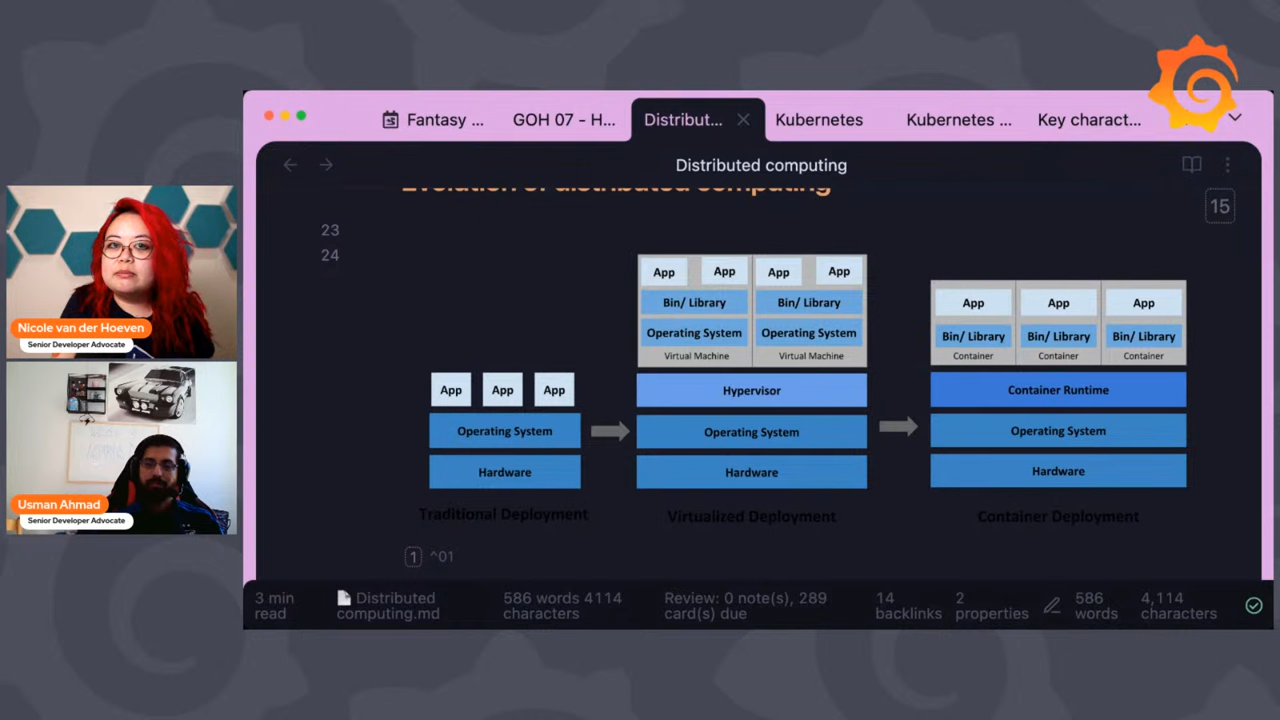 Fantasy ...
GOH 07 - H...
Distribut...
Kubernetes
Kubernetes ...
Key charact...
Distributed computing
Evolution of distributed computing
15
23
24
Nicole van der Hoeven
Senior Developer Advocate
Usman Ahmad
Senior Developer Advocate
App App App
Operating System
Hardware
Traditional Deployment
App App App App
Bin/ Library Bin/ Library
Operating System Operating System
Virtual Machine Virtual Machine
Hypervisor
Operating System
Hardware
Virtualized Deployment
App App App
Bin/ Library Bin/ Library Bin/ Library
Container Container Container
Container Runtime
Operating System
Hardware
Container Deployment
1 ^01
3 min
read
Distributed
computing.md
586 words 4114
characters
Review: 0 note(s), 289
card(s) due
14
backlinks
2
properties
586
words
4,114
characters